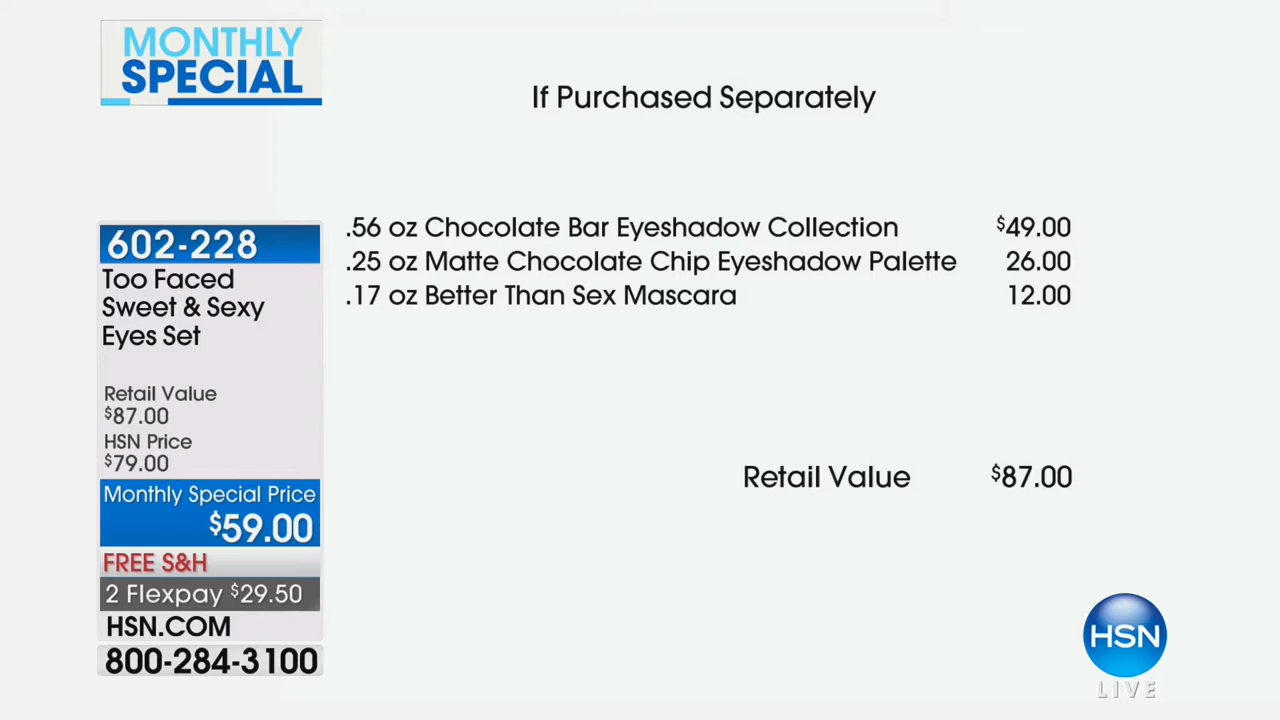 MONTHLY
SPECIAL
If Purchased Separately
.56 oz Chocolate Bar Eyeshadow Collection $49.00
.25 oz Matte Chocolate Chip Eyeshadow Palette 26.00
.17 oz Better Than Sex Mascara 12.00
Retail Value $87.00
602-228
Too Faced
Sweet & Sexy
Eyes Set
Retail Value
$87.00
HSN Price
$79.00
Monthly Special Price
$59.00
FREE S&H
2 Flexpay $29.50
HSN.COM
800-284-3100
HSN
LIVE